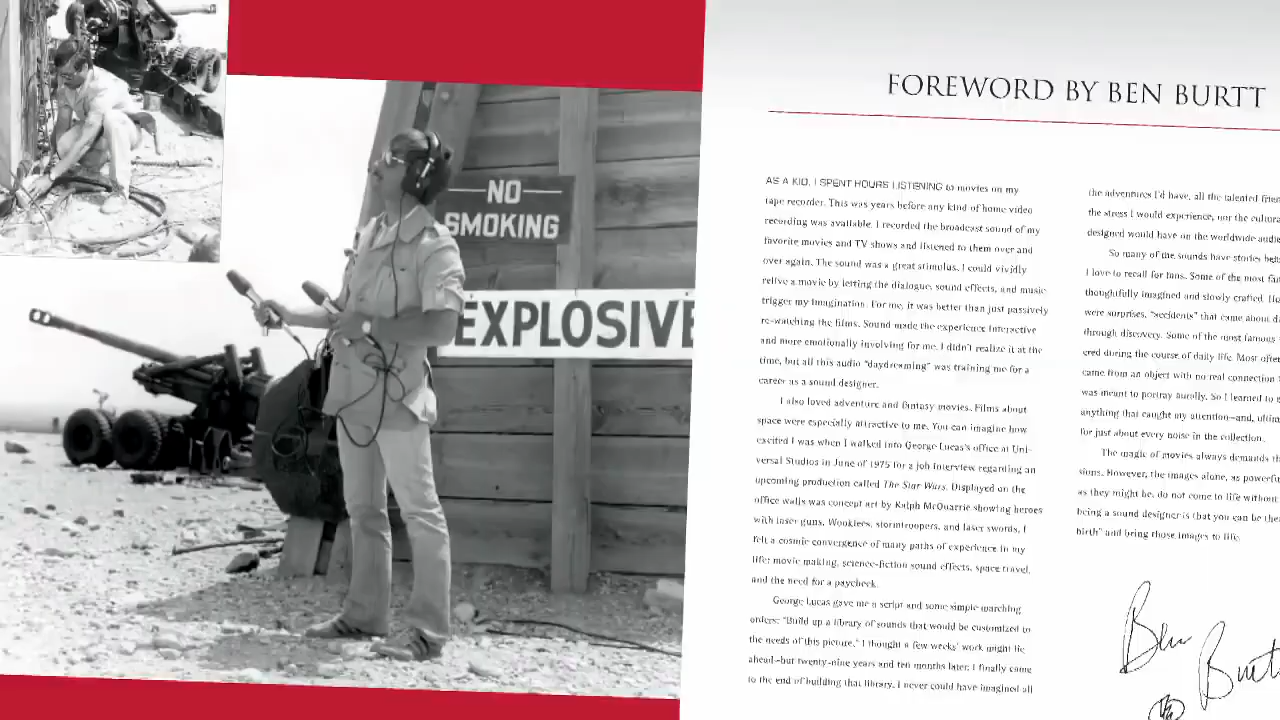 NO
SMOKING
EXPLOSIVE
FOREWORD BY BEN BURTT
AS A KID, I SPENT HOURS LISTENING to movies on my
tape recorder. This was years before any kind of home video
recording was available. I recorded the broadcast sound of my
favorite movies and TV shows and listened to them over and
over again. The sound was a great stimulus. I could vividly
relive a movie by letting the dialogue, sound effects, and music
trigger my imagination. For me, it was better than just passively
re-watching the films. Sound made the experience interactive
and more emotionally involving for me. I didn't realize it at the
time, but all this audio "daydreaming" was training me for a
career as a sound designer.
I also loved adventure and fantasy movies. Films about
space were especially attractive to me. You can imagine how
excited I was when I walked into George Lucas's office at Uni-
versal Studios in June of 1975 for a job interview regarding an
upcoming production called The Star Wars. Displayed on the
office walls was concept art by Ralph McQuarrie showing heroes
with laser guns, Wookiees, stormtroopers, and laser swords. I
felt a cosmic convergence of many paths of experience in my
life: movie making, science-fiction sound effects, space travel,
and the need for a paycheck.
George Lucas gave me a script and some simple marching
orders: "Build up a library of sounds that would be customized to
the needs of this picture." I thought a few weeks' work might lie
ahead—but twenty-nine years and ten months later, I finally came
to the end of building that library. I never could have imagined all
the adventures I'd have, all the talented
the stress I would experience, nor the
designed would have on the worldwide
So many of the sounds have stories
I love to recall for fans. Some of the most
thoughtfully imagined and slowly crafted.
were surprises, "accidents" that came about
through discovery. Some of the most famous
ered during the course of daily life. Most
came from an object with no real connection
was meant to portray aurally. So I learned to
anything that caught my attention—and,
for just about every noise in the collection.
The magic of movies always demands
sions. However, the images alone, as
as they might be, do not come to life without
being a sound designer is that you can be
birth" and bring those images to life.
Ben
Burt